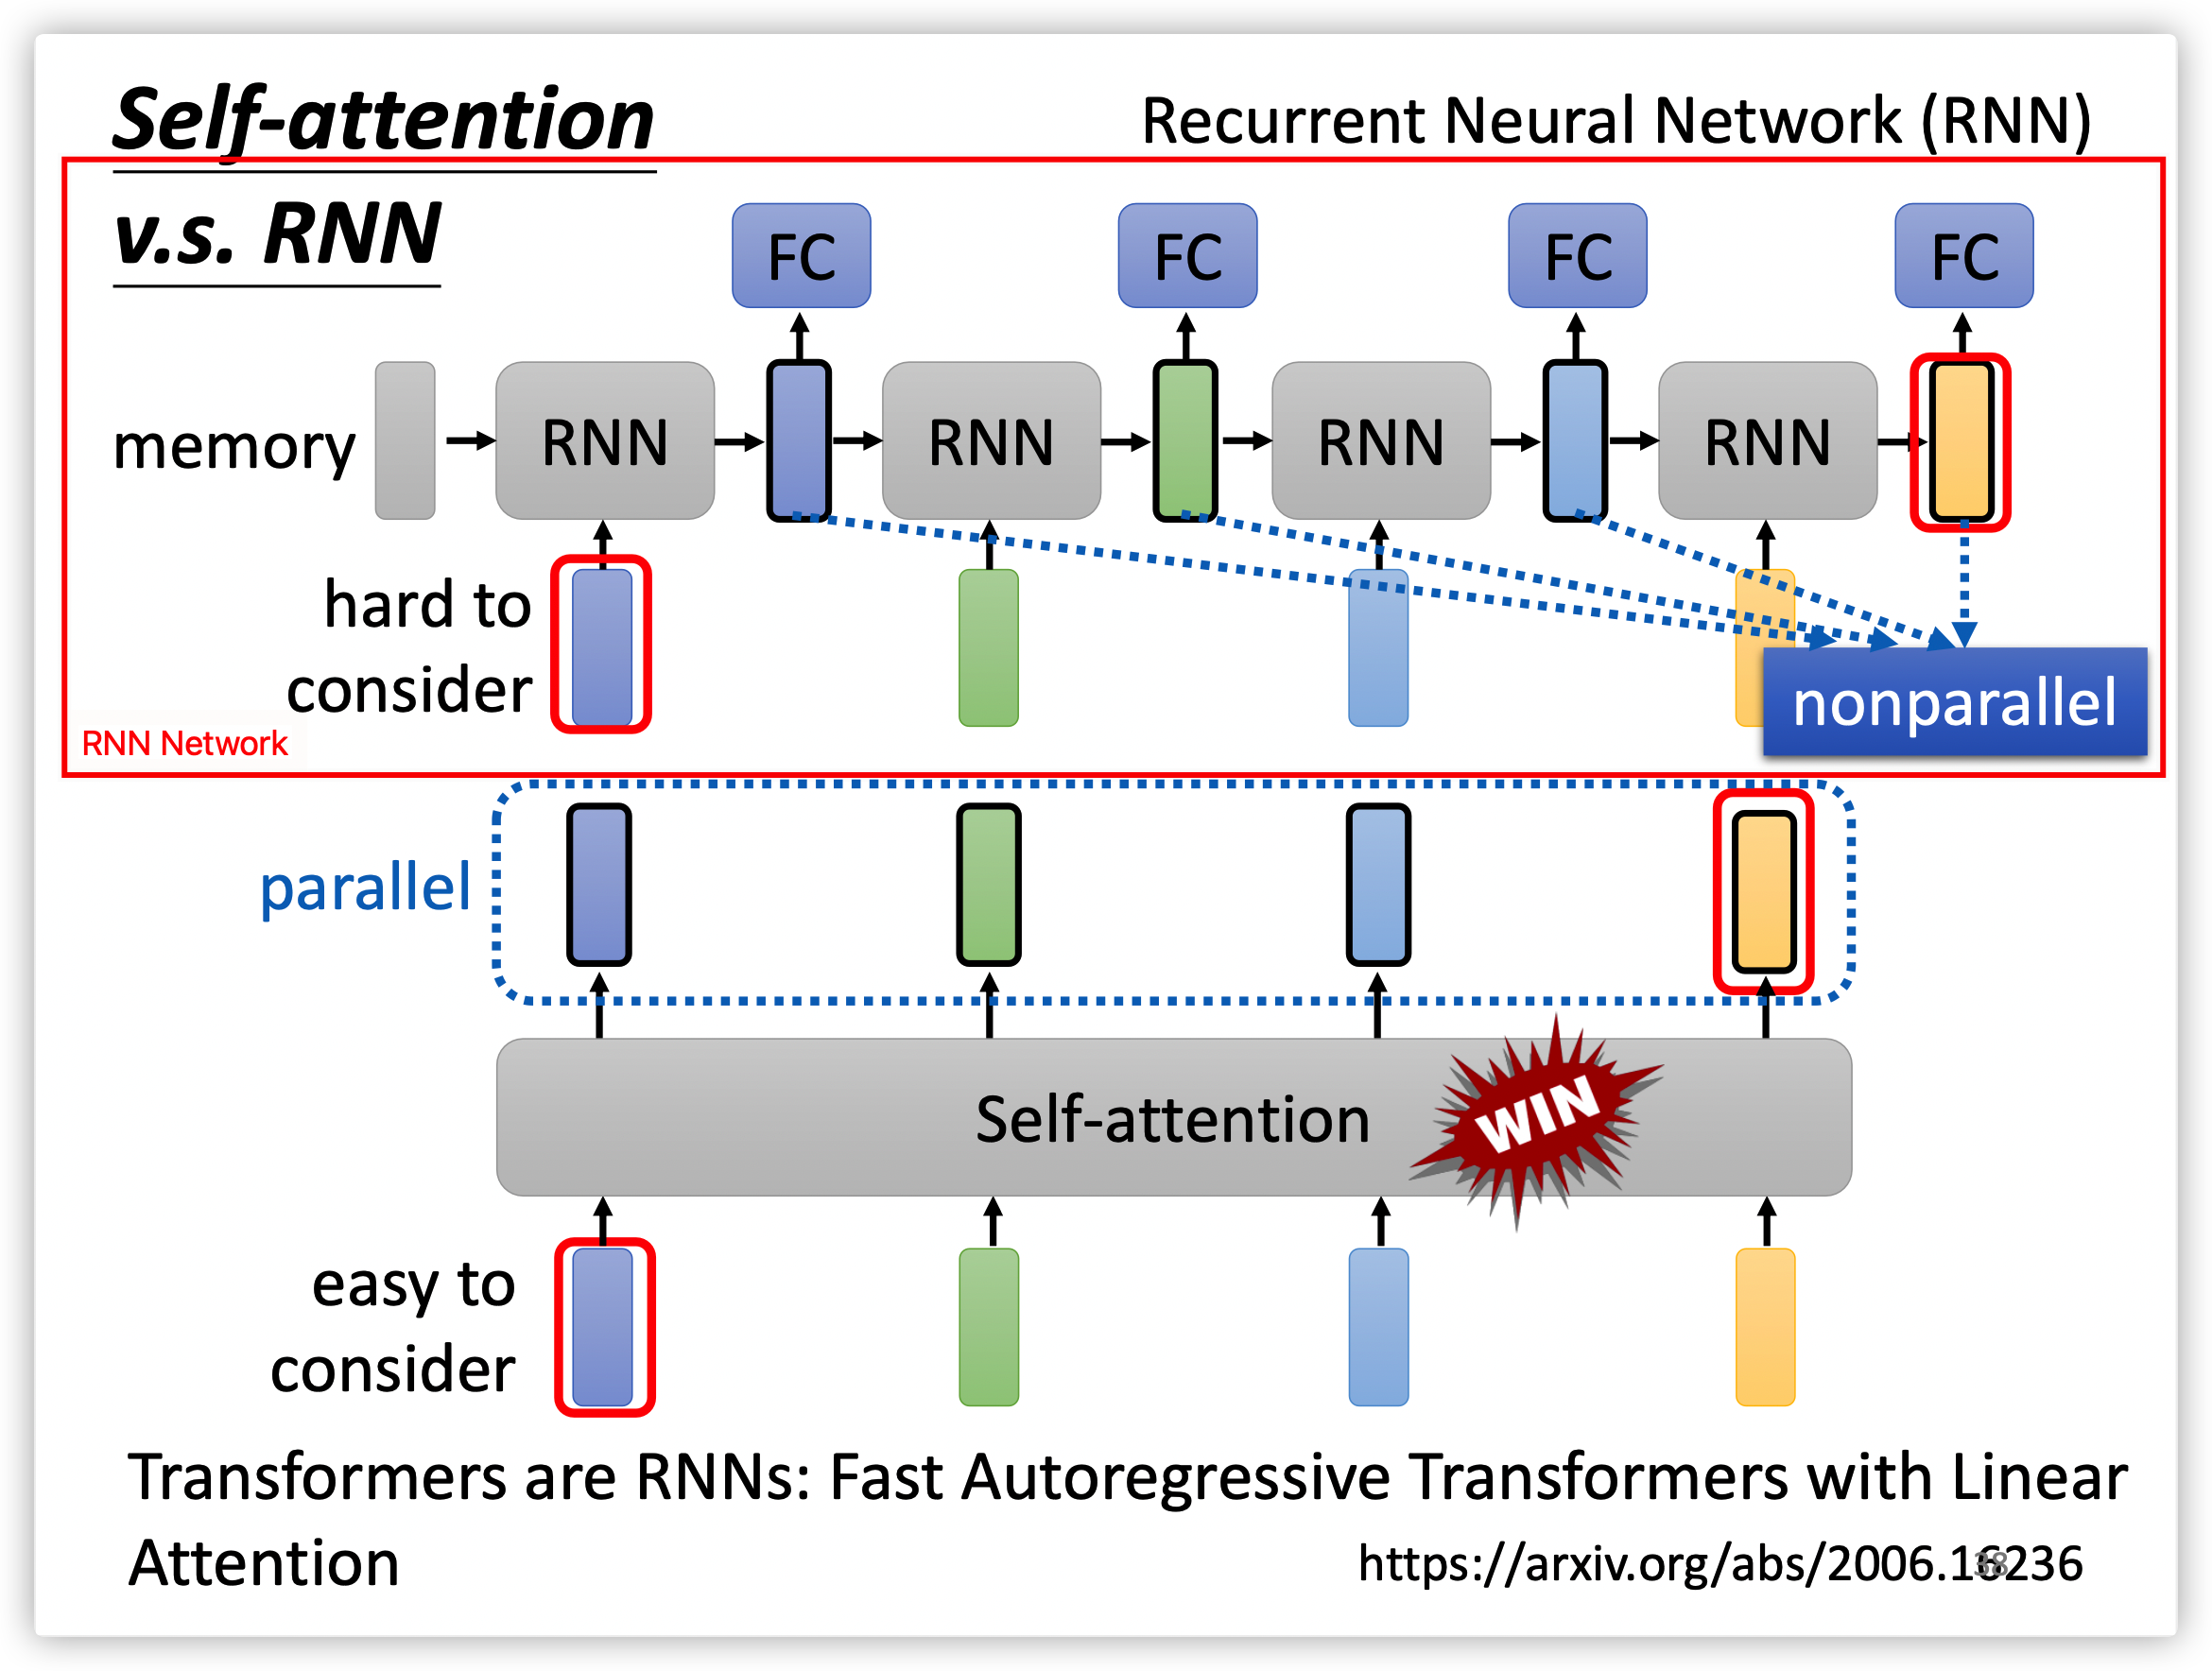 Self-attention
v.s. RNN
Recurrent Neural Network (RNN)
FC FC FC FC
memory RNN RNN RNN RNN
hard to
consider
RNN Network
nonparallel
parallel
Self-attention WIN
easy to
consider
Transformers are RNNs: Fast Autoregressive Transformers with Linear
Attention
https://arxiv.org/abs/2006.16236
38